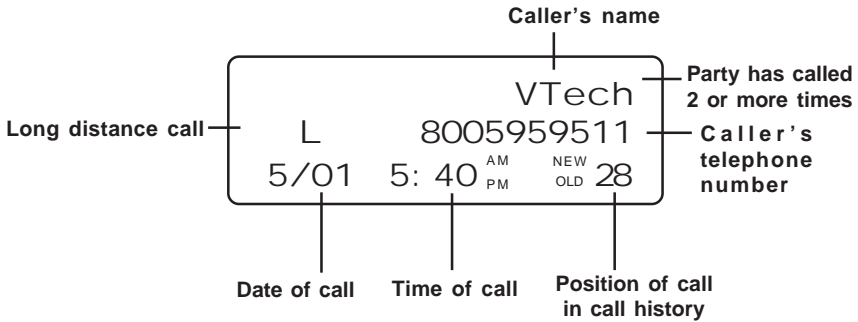 Caller's name
Party has called
2 or more times
VTech
Long distance call
L
8005959511
Caller's
telephone
number
5/01
5:40
AM
PM
NEW
OLD
28
Date of call
Time of call
Position of call
in call history